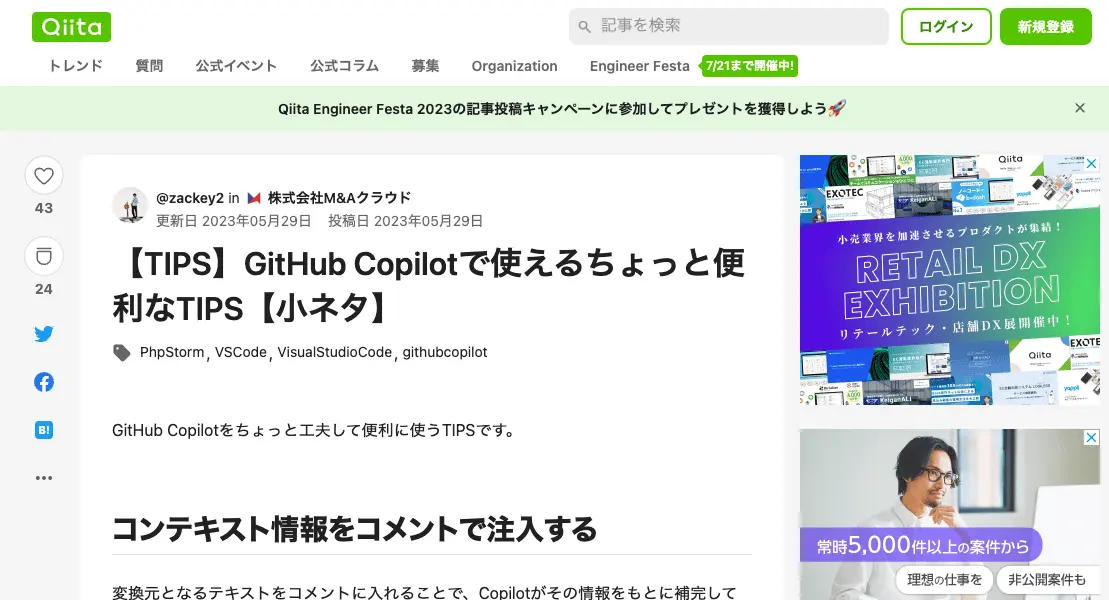 Qiita
記事を検索
ログイン
新規登録
トレンド 質問 公式イベント 公式コラム 募集 Organization Engineer Festa 7/21まで開催中!
Qiita Engineer Festa 2023の記事投稿キャンペーンに参加してプレゼントを獲得しよう🚀
43
24
B!
@zackey2 in 株式会社M&Aクラウド
更新日 2023年05月29日 投稿日 2023年05月29日
【TIPS】GitHub Copilotで使えるちょっと便
利なTIPS【小ネタ】
PhpStorm, VSCode, VisualStudioCode, githubcopilot
GitHub Copilotをちょっと工夫して便利に使うTIPSです。
コンテキスト情報をコメントで注入する
変換元となるテキストをコメントに入れることで、Copilotがその情報をもとに補完して
Qiita
EXOTEC
KeiganALI
yappli
小売業界を加速させるプロダクトが集結!
RETAIL DX
EXHIBITION
リテールテック・店舗DX展開催中!
EXOTE
Qiita
KeiganALI
yappli
常時5,000件以上の案件から
理想の仕事を
非公開案件も